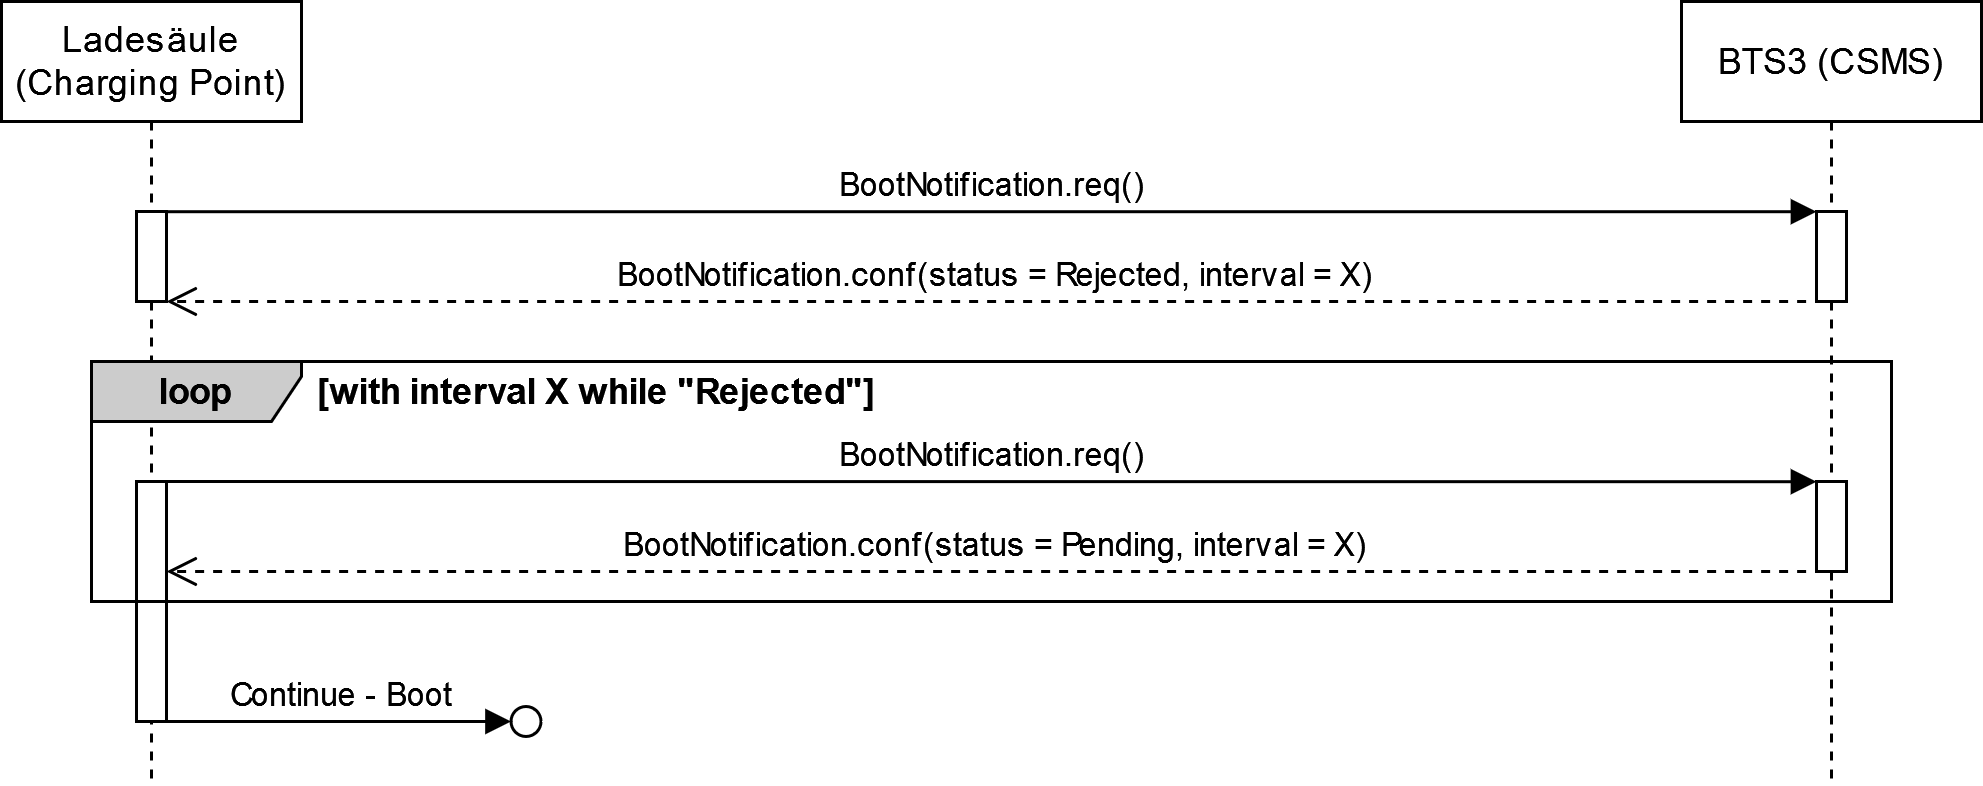 Ladesäule
(Charging Point)
BTS3 (CSMS)
BootNotification.req()
BootNotification.conf(status = Rejected, interval = X)
loop [with interval X while "Rejected"]
BootNotification.req()
BootNotification.conf(status = Pending, interval = X)
Continue - Boot